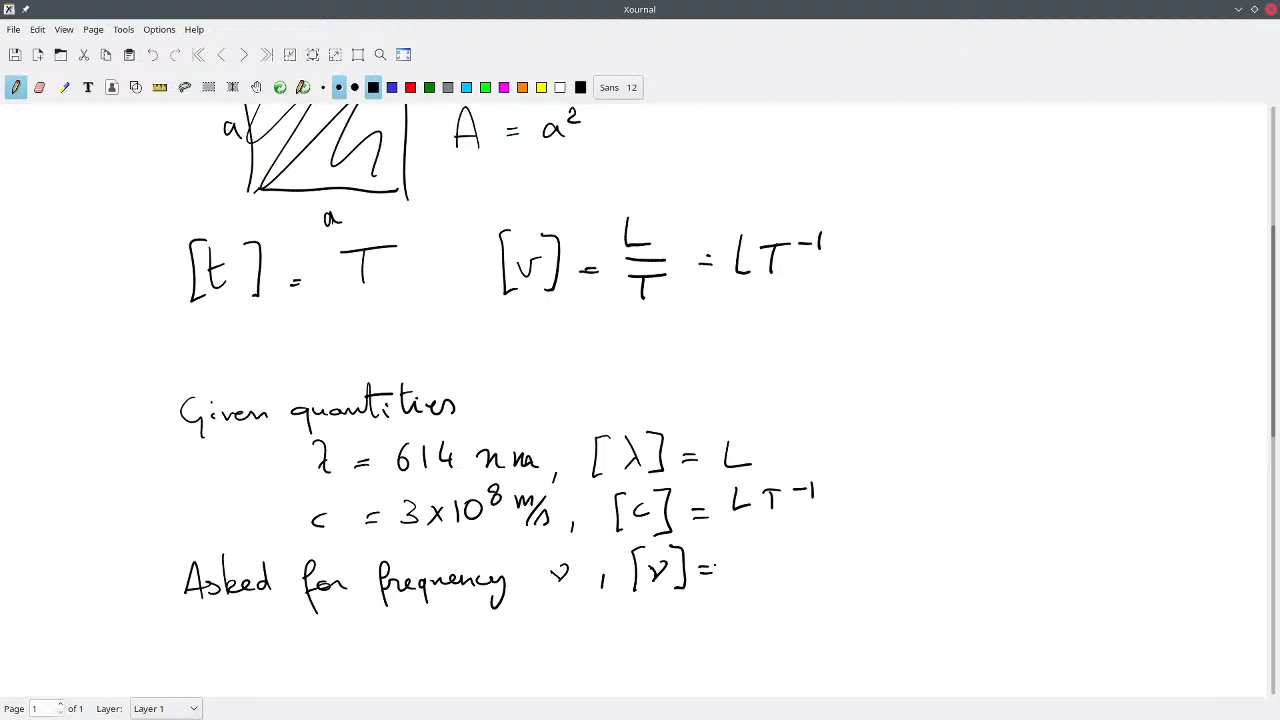 Xournal
File Edit View Page Tools Options Help
Sans 12
a A = a²
a
[t] = T [v] = L/T = LT⁻¹
Given quantities
λ = 614 nm, [λ] = L
c = 3×10⁸ m/s, [c] = LT⁻¹
Asked for frequency ν, [ν] =
Page 1 of 1 Layer: Layer 1